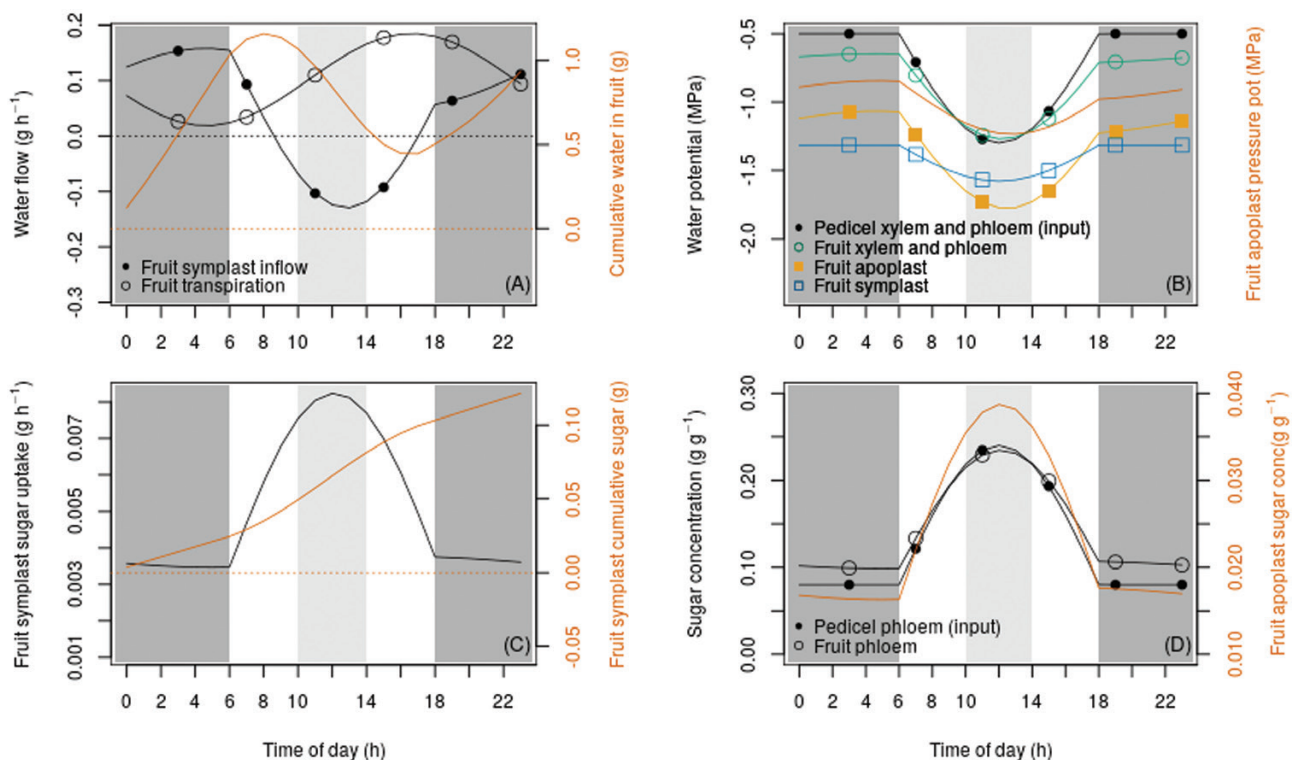 Water flow (g h⁻¹)
0.2
0.1
0.0
-0.1
-0.2
-0.3
Fruit symplast inflow
Fruit transpiration
(A)
1.0
0.5
0.0
Cumulative water in fruit (g)
0 2 4 6 8 10 14 18 22
Water potential (MPa)
-0.5
-1.0
-1.5
-2.0
Pedicel xylem and phloem (input)
Fruit xylem and phloem
Fruit apoplast
Fruit symplast
(B)
Fruit apoplast pressure pot (MPa)
0 2 4 6 10 14 18 22
Fruit symplast sugar uptake (g h⁻¹)
0.007
0.005
0.003
0.001
(C)
0.10
0.05
0.00
-0.05
Fruit symplast cumulative sugar (g)
0 2 4 6 8 10 14 18 22
Time of day (h)
Sugar concentration (g g⁻¹)
0.30
0.20
0.10
0.00
Pedicel phloem (input)
Fruit phloem
(D)
0.040
0.030
0.020
0.010
Fruit apoplast sugar conc(g g⁻¹)
0 2 4 6 10 14 18 22
Time of day (h)